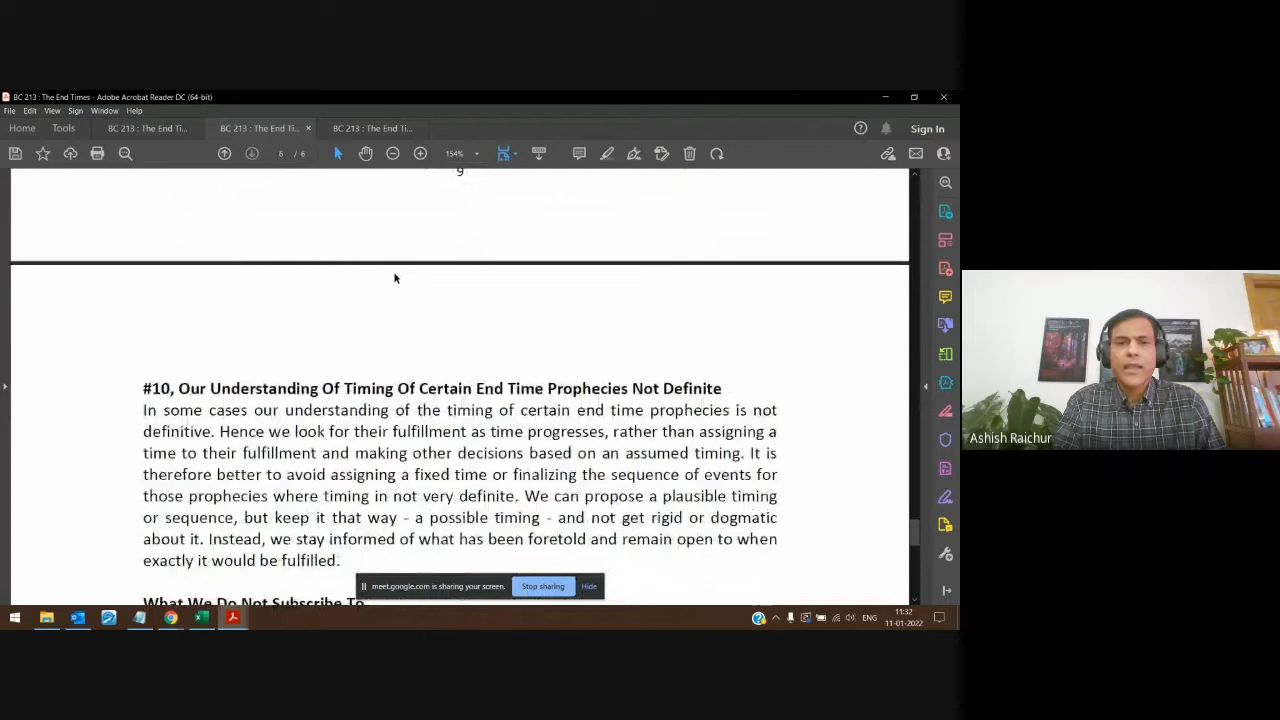 BC 213 : The End Times - Adobe Acrobat Reader DC (64-bit)
File Edit View Sign Window Help
Home Tools BC 213 : The End Ti... BC 213 : The End Ti... × BC 213 : The End Ti... Sign In
6 / 6 154%
9
#10, Our Understanding Of Timing Of Certain End Time Prophecies Not Definite
In some cases our understanding of the timing of certain end time prophecies is not
definitive. Hence we look for their fulfillment as time progresses, rather than assigning a
time to their fulfillment and making other decisions based on an assumed timing. It is
therefore better to avoid assigning a fixed time or finalizing the sequence of events for
those prophecies where timing in not very definite. We can propose a plausible timing
or sequence, but keep it that way - a possible timing - and not get rigid or dogmatic
about it. Instead, we stay informed of what has been foretold and remain open to when
exactly it would be fulfilled.
What We Do Not Subscribe To
meet.google.com is sharing your screen. Stop sharing Hide
Ashish Raichur
ENG 11:32
11-01-2022